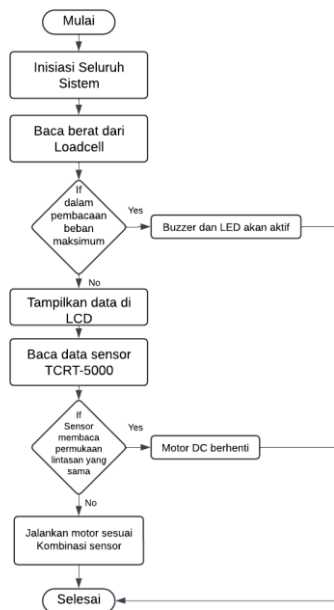 Mulai
Inisiasi Seluruh
Sistem
Baca berat dari
Loadcell
If
dalam
pembacaan
beban
maksimum
Yes
Buzzer dan LED akan aktif
No
Tampilkan data di
LCD
Baca data sensor
TCRT-5000
If
Sensor
membaca
permukaan
lintasan yang
sama
Yes
Motor DC berhenti
No
Jalankan motor sesuai
Kombinasi sensor
Selesai